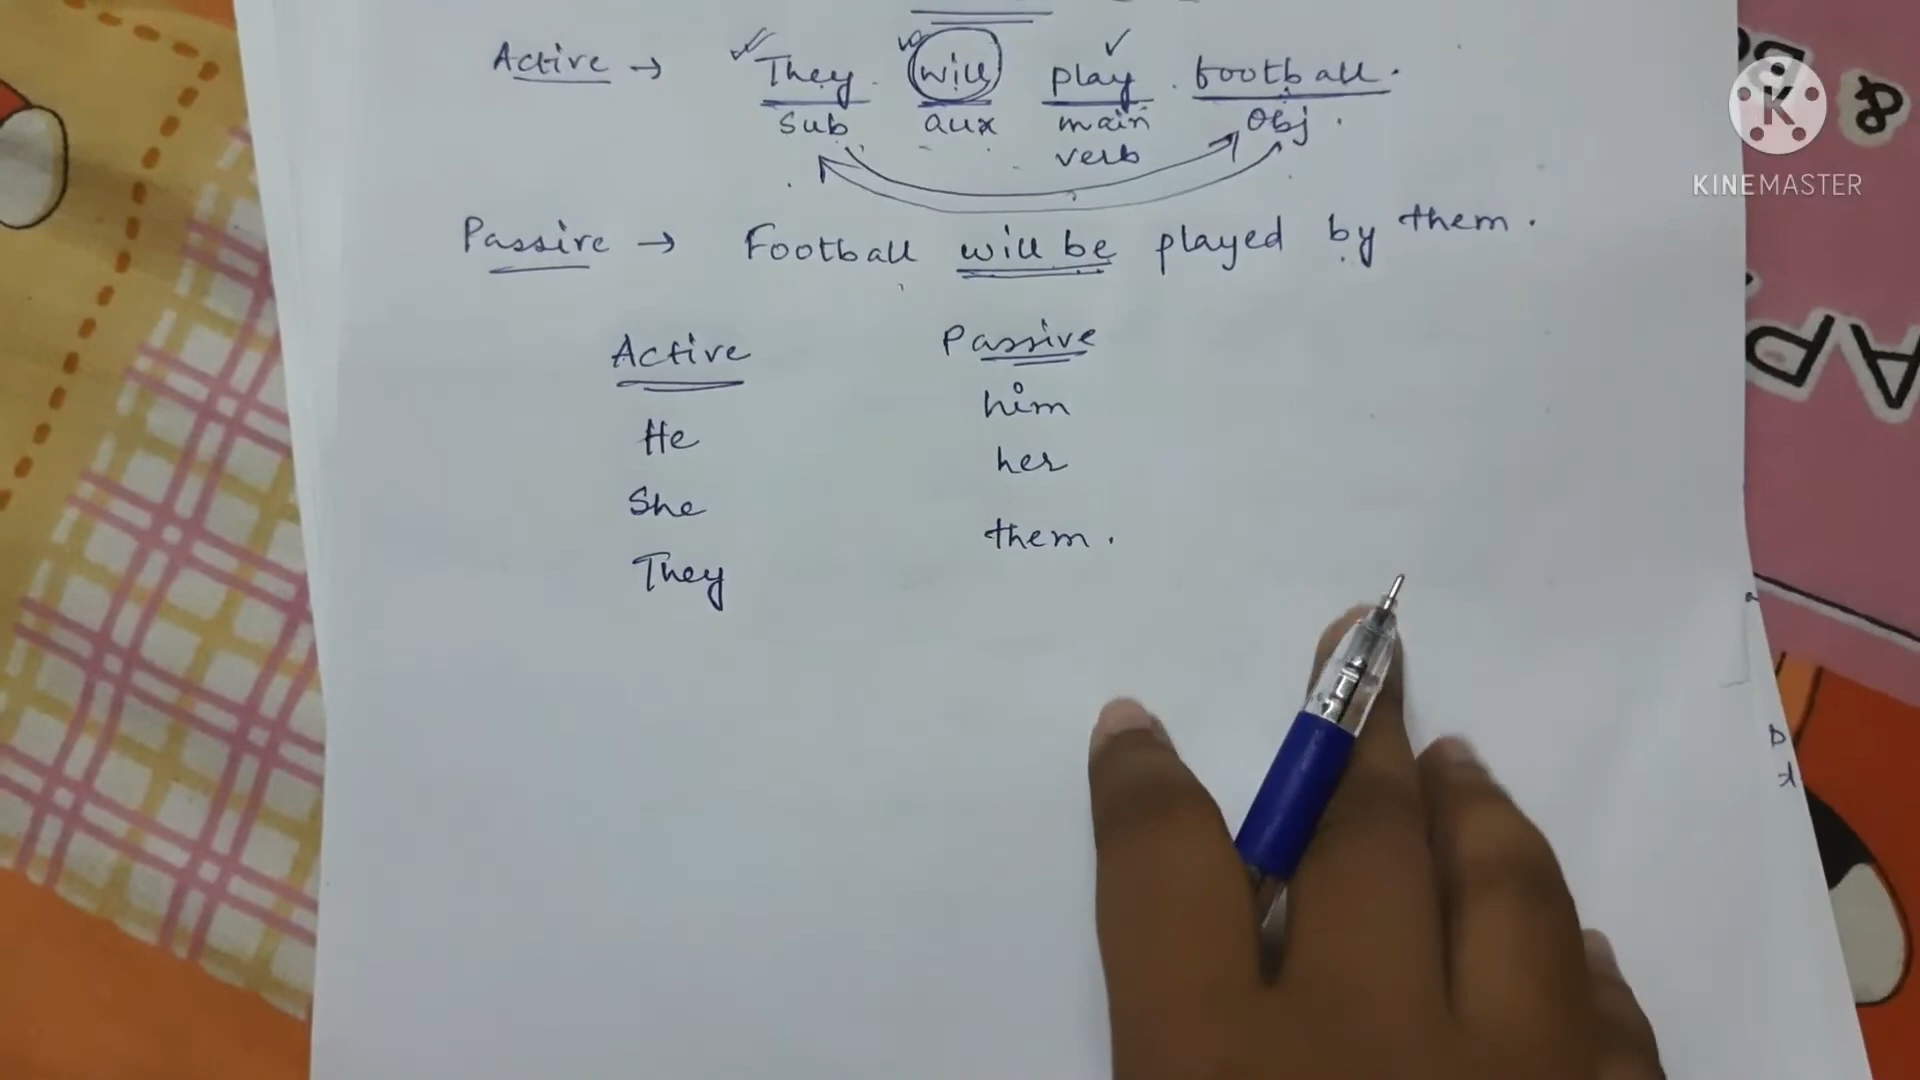 Active → They will play football.
sub aux main verb obj.
Passive → Football will be played by them.
Active Passive
He him
She her
They them.
KINEMASTER